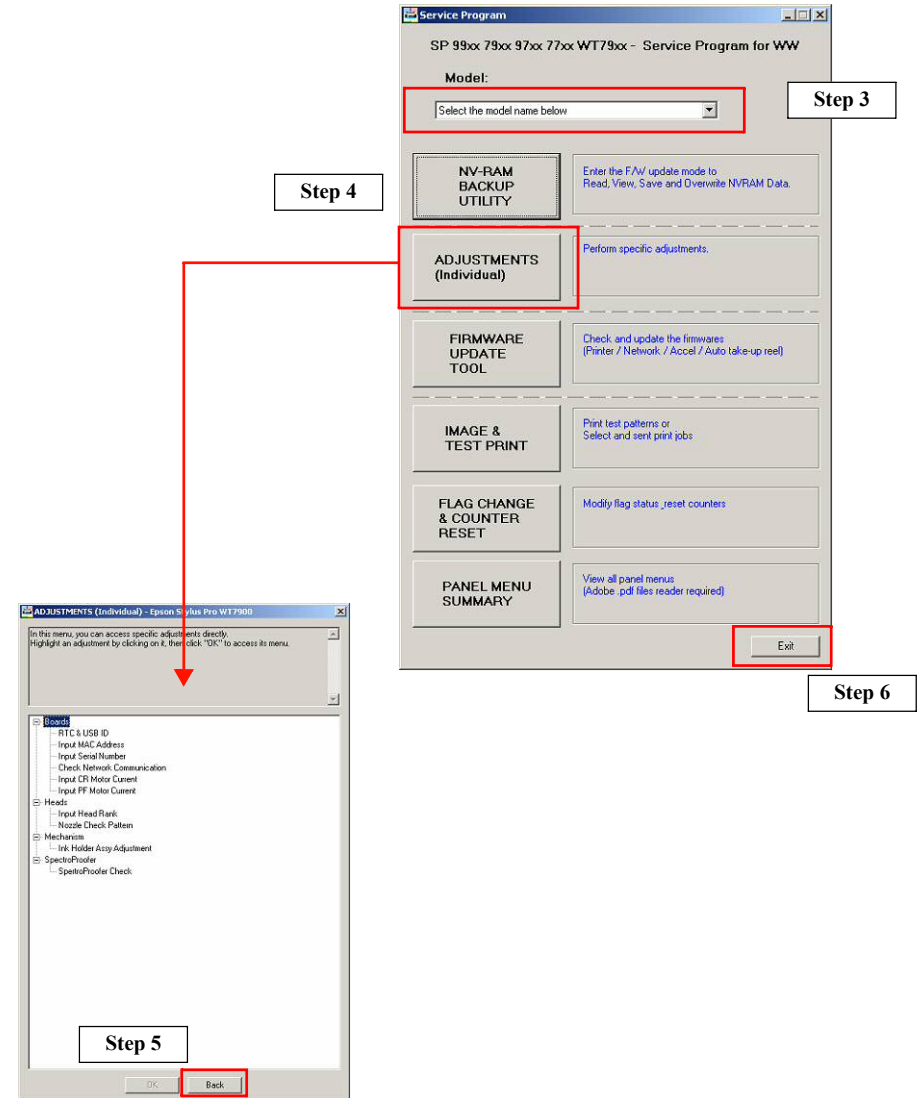 Service Program
SP 99xx 79xx 97xx 77xx WT79xx - Service Program for WW
Model:
Step 3
Select the model name below
Step 4
NV-RAM
BACKUP
UTILITY
Enter the F/W update mode to
Read, View, Save and Overwrite NVRAM Data.
ADJUSTMENTS
(Individual)
Perform specific adjustments.
FIRMWARE
UPDATE
TOOL
Check and update the firmwares
(Printer / Network / Accel / Auto take-up reel)
IMAGE &
TEST PRINT
Print test patterns or
Select and sent print jobs
FLAG CHANGE
& COUNTER
RESET
Modify flag status ,reset counters
PANEL MENU
SUMMARY
View all panel menus
(Adobe .pdf files reader required)
Exit
Step 6
ADJUSTMENTS (Individual) - Epson Stylus Pro WT7900
In this menu, you can access specific adjustments directly.
Highlight an adjustment by clicking on it, then click "OK" to access its menu.
Boards
RTC & USB ID
Input MAC Address
Input Serial Number
Check Network Communication
Input CR Motor Current
Input PF Motor Current
Heads
Input Head Rank
Nozzle Check Pattern
Mechanism
Ink Holder Assy Adjustment
SpectroProofer
SpertroProofer Check
Step 5
OK
Back